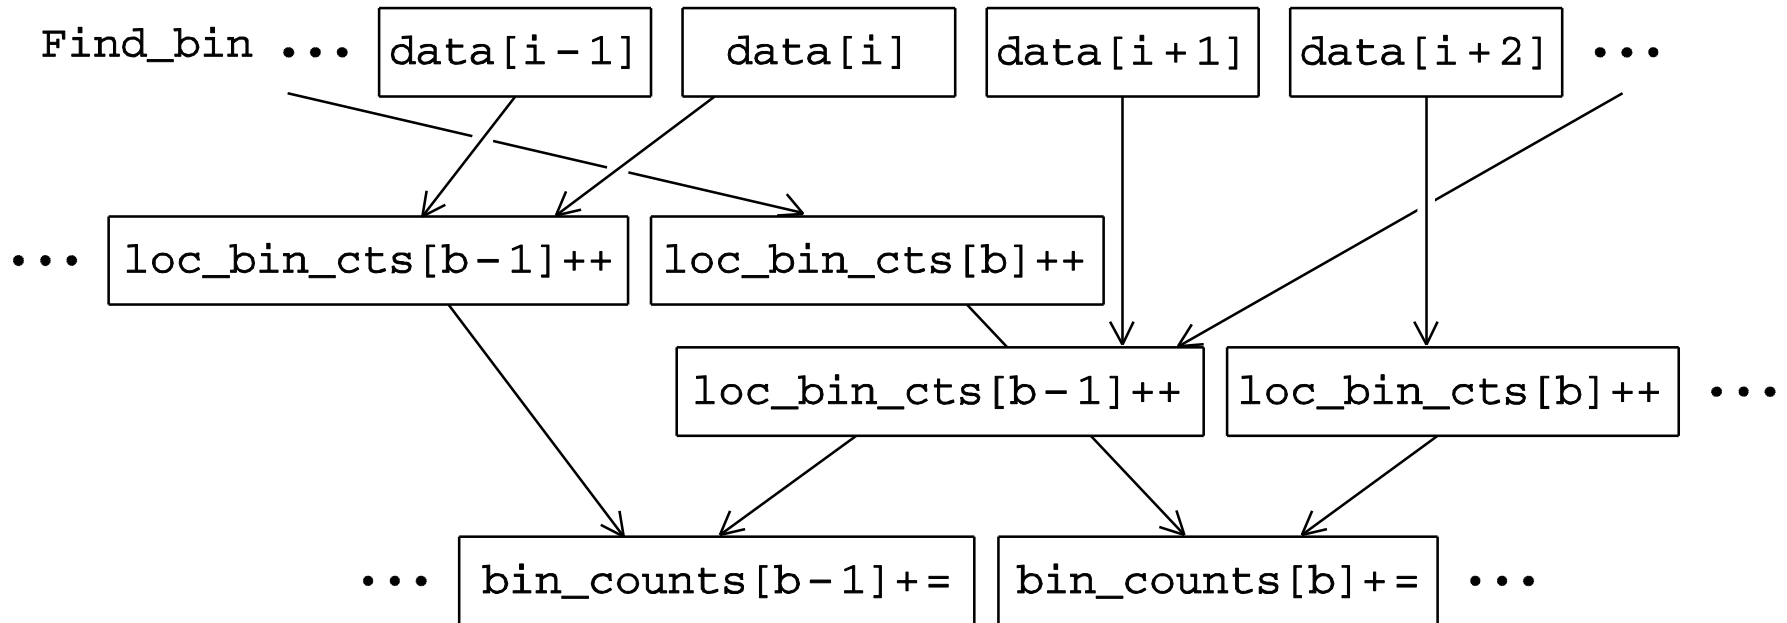 Find_bin ••• data[i-1] data[i] data[i+1] data[i+2] •••
••• loc_bin_cts[b-1]++ loc_bin_cts[b]++
loc_bin_cts[b-1]++ loc_bin_cts[b]++ •••
••• bin_counts[b-1]+= bin_counts[b]+= •••